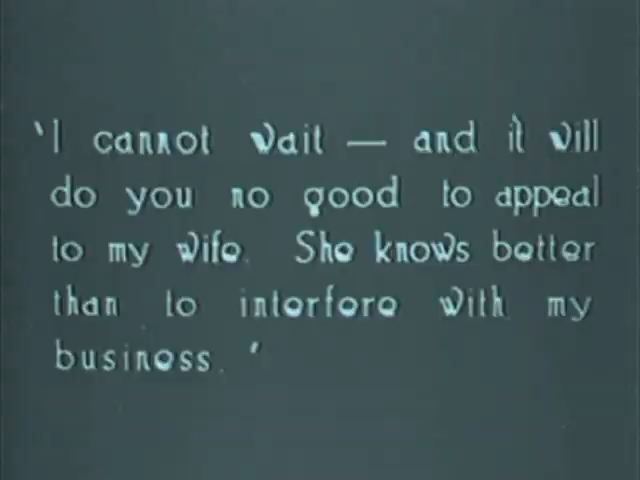 'I cannot wait — and it will
do you no good to appeal
to my wife. She knows better
than to interfere with my
business.'